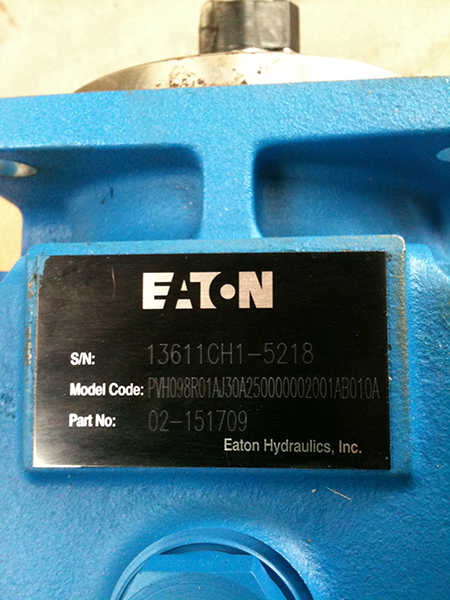 EATON
S/N: 13611CH1-5218
Model Code: PVH098R01AJ30A250000002001AB010A
Part No: 02-151709
Eaton Hydraulics, Inc.